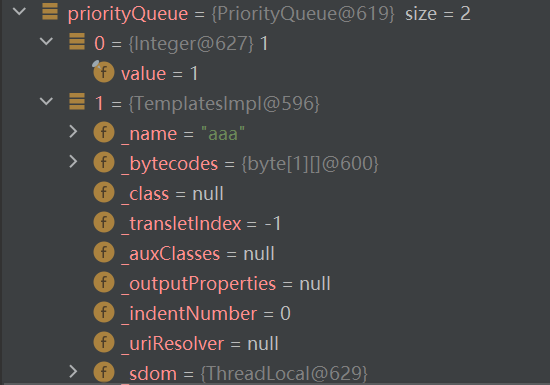 priorityQueue = {PriorityQueue@619} size = 2
0 = {Integer@627} 1
f value = 1
1 = {TemplatesImpl@596}
f _name = "aaa"
f _bytecodes = {byte[1][]@600}
f _class = null
f _transletIndex = -1
f _auxClasses = null
f _outputProperties = null
f _indentNumber = 0
f _uriResolver = null
f _sdom = {ThreadLocal@629}